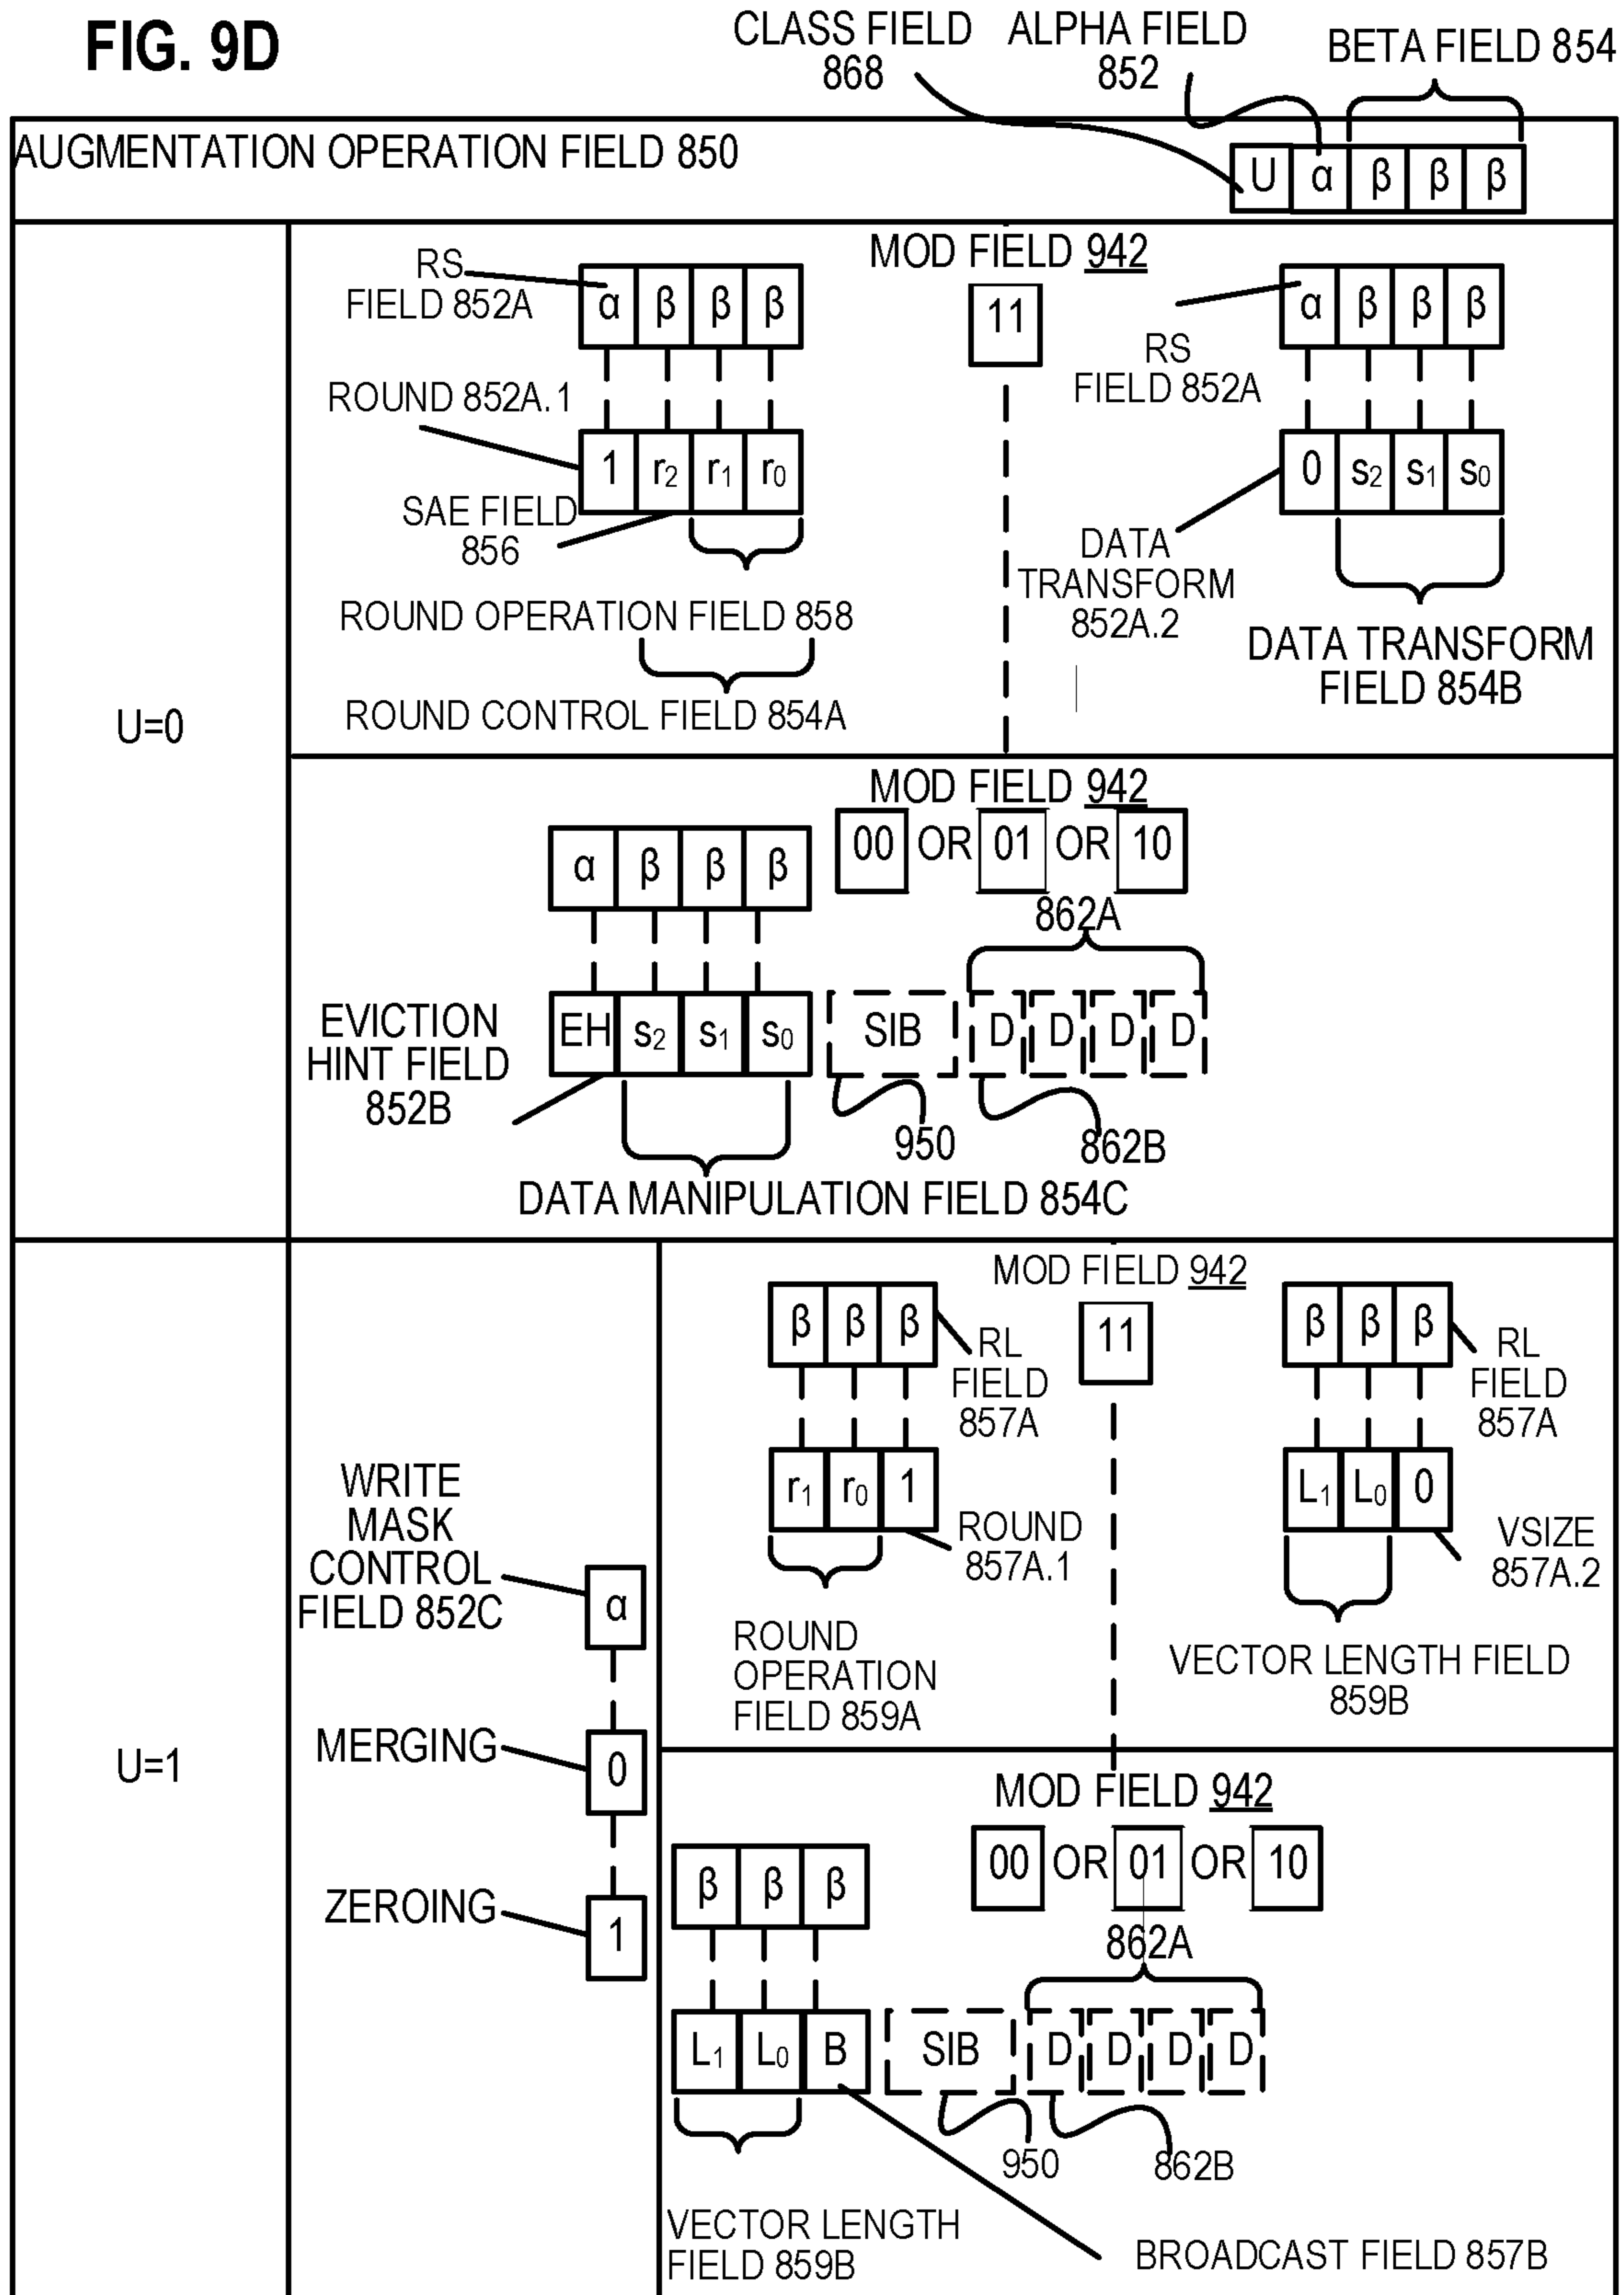 FIG. 9D
CLASS FIELD
868
ALPHA FIELD
852
BETA FIELD 854
AUGMENTATION OPERATION FIELD 850
U α β β β
U=0
MOD FIELD 942
11
RS
FIELD 852A
α β β β
ROUND 852A.1
1 r2 r1 r0
SAE FIELD
856
ROUND OPERATION FIELD 858
ROUND CONTROL FIELD 854A
α β β β
RS
FIELD 852A
0 s2 s1 s0
DATA
TRANSFORM
852A.2
DATA TRANSFORM
FIELD 854B
MOD FIELD 942
00 OR 01 OR 10
α β β β
862A
EVICTION
HINT FIELD
852B
EH s2 s1 s0 SIB D D D D
950
862B
DATA MANIPULATION FIELD 854C
U=1
WRITE
MASK
CONTROL
FIELD 852C
α
MERGING
0
ZEROING
1
MOD FIELD 942
11
β β β
RL
FIELD
857A
r1 r0 1
ROUND
857A.1
ROUND
OPERATION
FIELD 859A
β β β
RL
FIELD
857A
L1 L0 0
VSIZE
857A.2
VECTOR LENGTH FIELD
859B
MOD FIELD 942
00 OR 01 OR 10
β β β
862A
L1 L0 B SIB D D D D
950
862B
VECTOR LENGTH
FIELD 859B
BROADCAST FIELD 857B